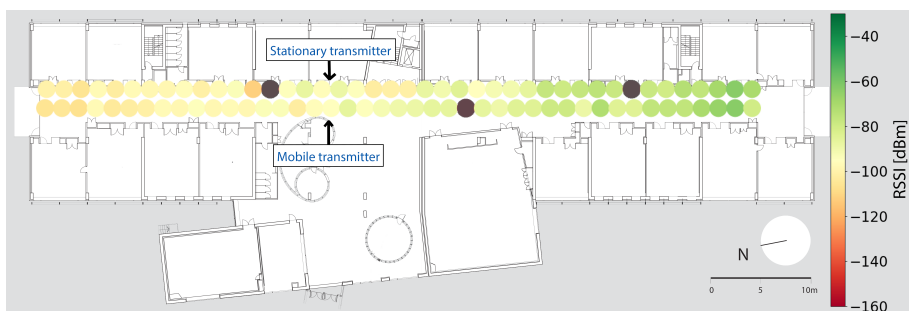 Stationary transmitter
Mobile transmitter
N
0 5 10m
−40
−60
−80
−100
−120
−140
−160
RSSI [dBm]